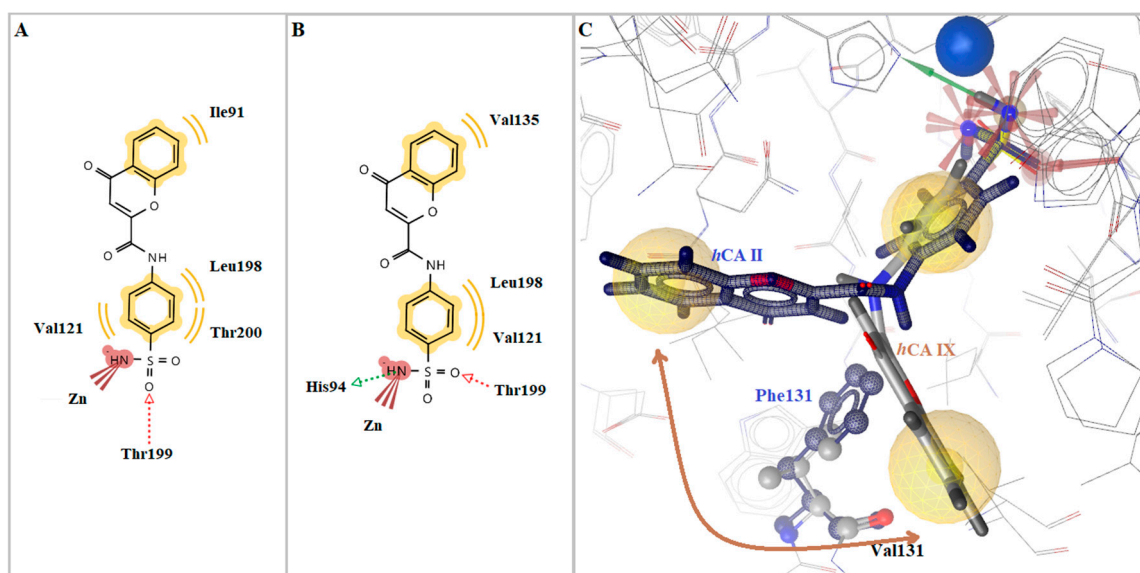 A
Ile91
O
O
O
NH
Leu198
Val121
Thr200
HN
S
O
O
Zn
Thr199
B
Val135
O
O
O
NH
Leu198
Val121
HN
S
O
O
His94
Thr199
Zn
C
hCA II
hCA IX
Phe131
Val131